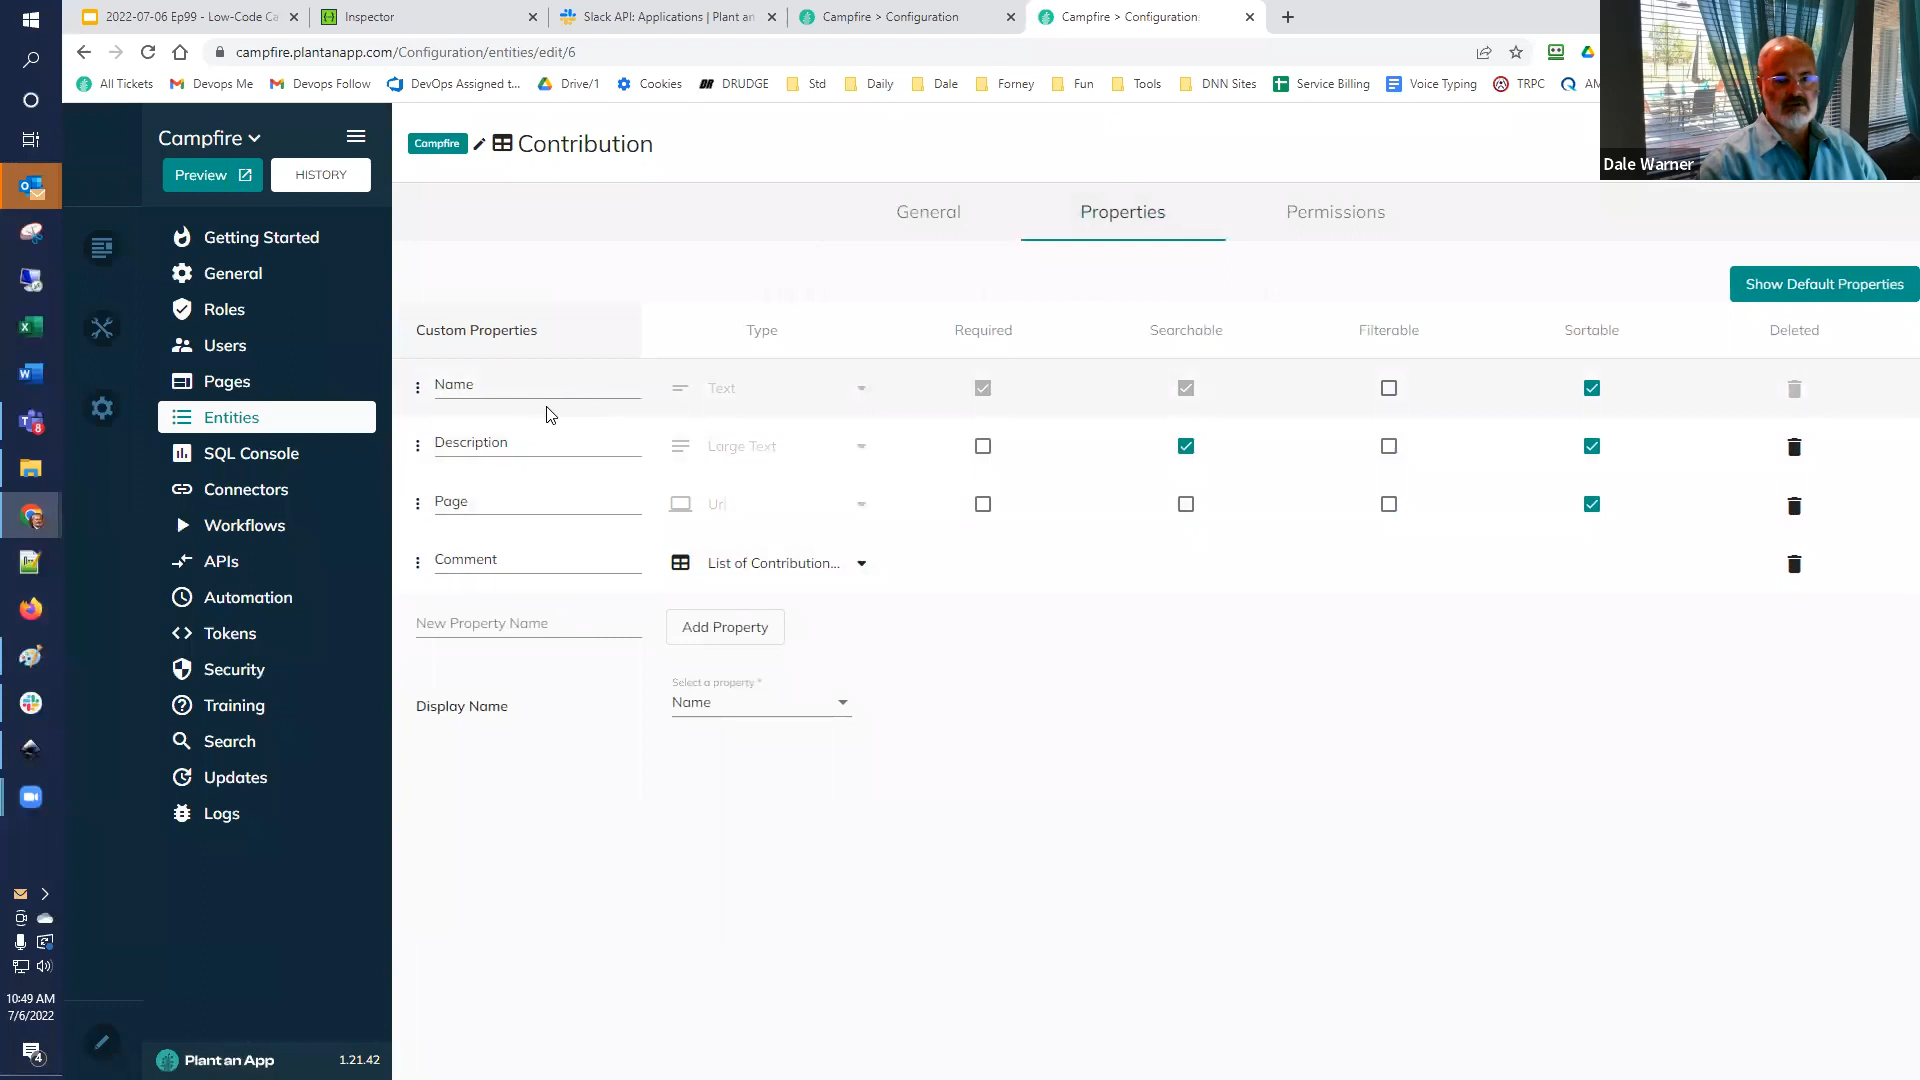 2022-07-06 Ep99 - Low-Code Ca
Inspector
Slack API: Applications | Plant an
Campfire > Configuration
Campfire > Configuration
campfire.plantanapp.com/Configuration/entities/edit/6
All Tickets
Devops Me
Devops Follow
DevOps Assigned t...
Drive/1
Cookies
DR DRUDGE
Std
Daily
Dale
Forney
Fun
Tools
DNN Sites
Service Billing
Voice Typing
TRPC
AM
Dale Warner
Campfire
Preview
HISTORY
Getting Started
General
Roles
Users
Pages
Entities
SQL Console
Connectors
Workflows
APIs
Automation
Tokens
Security
Training
Search
Updates
Logs
Plant an App
1.21.42
Campfire
Contribution
General
Properties
Permissions
Show Default Properties
Custom Properties
Type
Required
Searchable
Filterable
Sortable
Deleted
Name
Text
Description
Large Text
Page
Url
Comment
List of Contribution...
New Property Name
Add Property
Display Name
Select a property *
Name
8
10:49 AM
7/6/2022
4